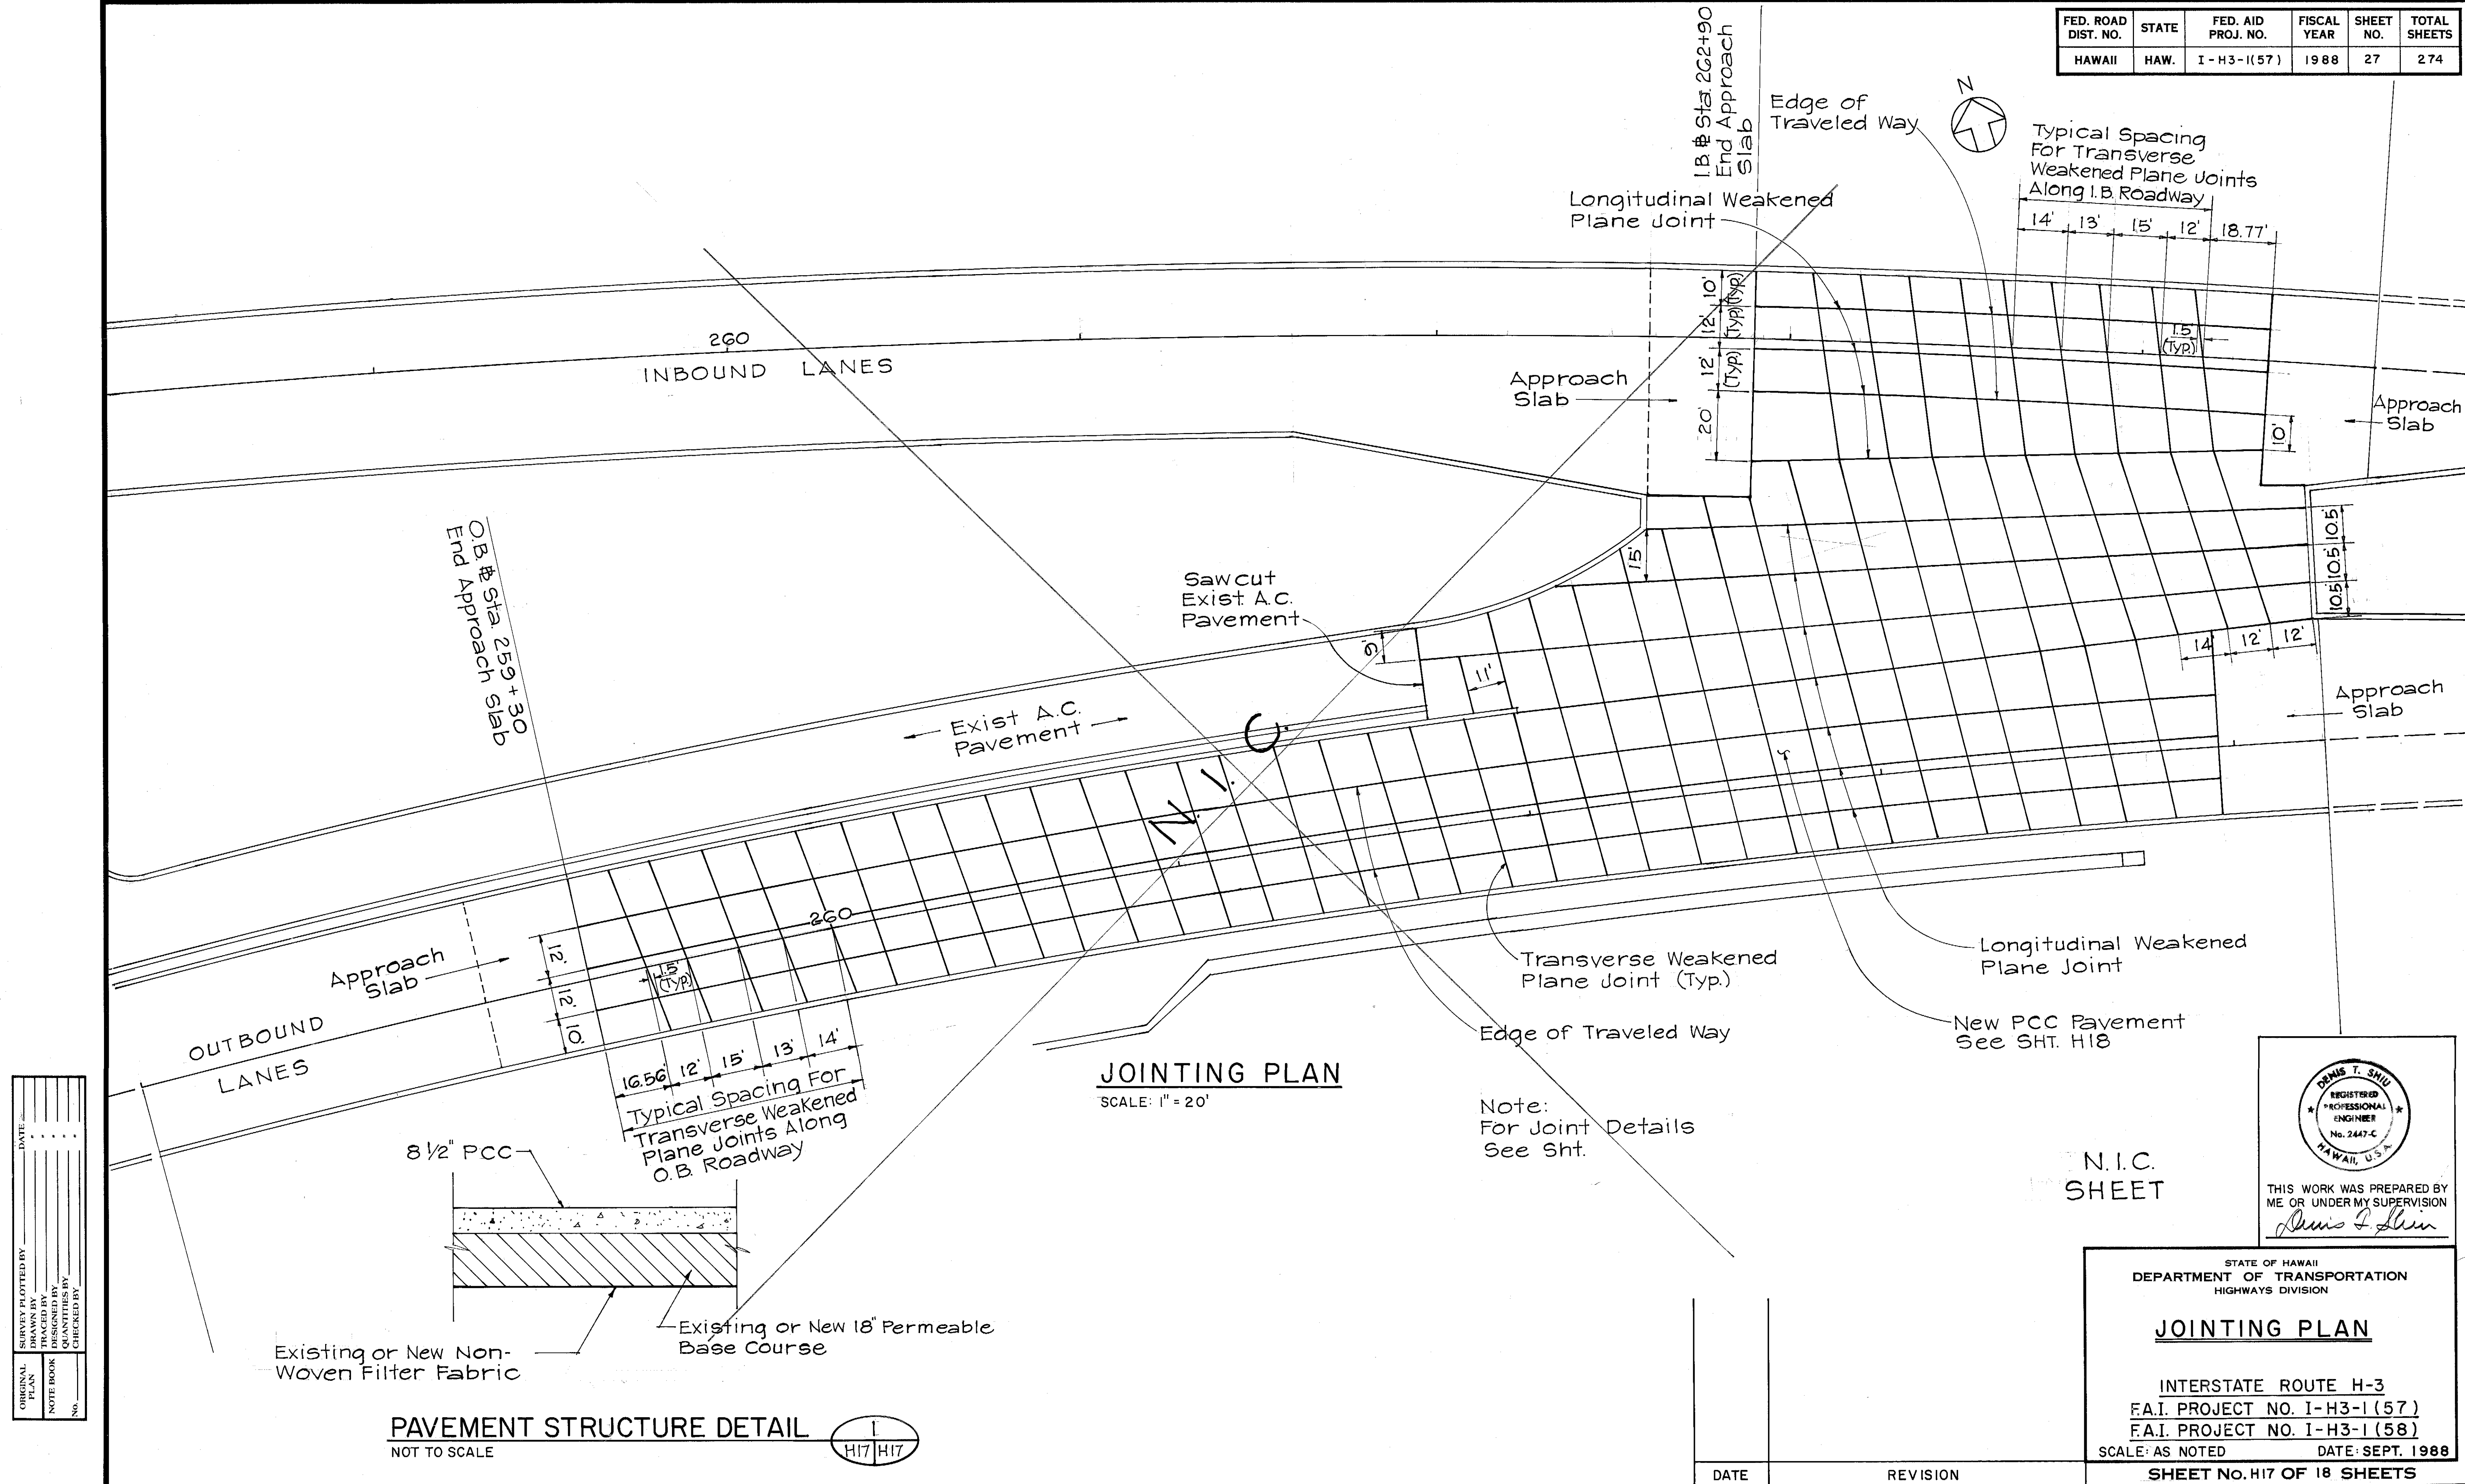 FED. ROAD DIST. NO.
STATE
FED. AID PROJ. NO.
FISCAL YEAR
SHEET NO.
TOTAL SHEETS
HAWAII
HAW.
I-H3-1(57)
1988
27
274
I.B. ⅊ Sta. 262+90
End Approach
Slab
Edge of
Traveled Way
N
Typical Spacing
For Transverse
Weakened Plane Joints
Along I.B. Roadway
14'
13'
15'
12'
18.77'
Longitudinal Weakened
Plane Joint
10'
(Typ)
12'
(Typ)
12'
(Typ)
20'
1.5
(Typ.)
260
INBOUND LANES
Approach
Slab
Approach
Slab
10'
10.5'
10.5'
10.5'
O.B. ⅊ Sta. 259+30
End Approach Slab
Sawcut
Exist. A.C.
Pavement
15'
9'
11'
14'
12'
12'
Exist A.C.
Pavement
N. I. C.
Approach
Slab
260
Approach
Slab
12'
12'
10'
1.5
(Typ.)
OUTBOUND
LANES
16.56'
12'
15'
13'
14'
Typical Spacing For
Transverse Weakened
Plane Joints Along
O.B. Roadway
Transverse Weakened
Plane Joint (Typ.)
Longitudinal Weakened
Plane Joint
Edge of Traveled Way
New PCC Pavement
See SHT. H18
JOINTING PLAN
SCALE: 1" = 20'
Note:
For Joint Details
See Sht.
8 1/2" PCC
Existing or New 18" Permeable
Base Course
Existing or New Non-
Woven Filter Fabric
PAVEMENT STRUCTURE DETAIL
NOT TO SCALE
1
H17 H17
N.I.C.
SHEET
DENIS T. SHIU
REGISTERED
PROFESSIONAL
ENGINEER
No. 2447-C
HAWAII, U.S.A.
THIS WORK WAS PREPARED BY
ME OR UNDER MY SUPERVISION
Denis T. Shiu
STATE OF HAWAII
DEPARTMENT OF TRANSPORTATION
HIGHWAYS DIVISION
JOINTING PLAN
INTERSTATE ROUTE H-3
F.A.I. PROJECT NO. I-H3-1(57)
F.A.I. PROJECT NO. I-H3-1(58)
SCALE: AS NOTED DATE: SEPT. 1988
SHEET No. H17 OF 18 SHEETS
DATE REVISION
ORIGINAL
PLAN
NOTE BOOK
No.
SURVEY PLOTTED BY DATE
DRAWN BY "
TRACED BY "
DESIGNED BY "
QUANTITIES BY "
CHECKED BY "